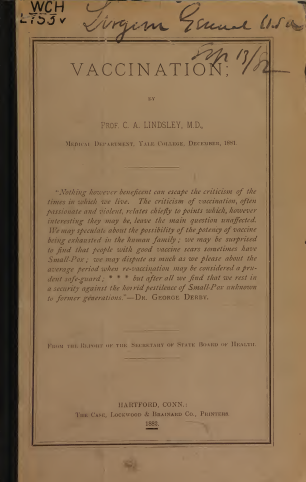 WCH
L753v
Surgeon General USA
Sep 13/82
VACCINATION;
BY
PROF. C. A. LINDSLEY, M.D.,
MEDICAL DEPARTMENT, YALE COLLEGE, DECEMBER, 1881.
"Nothing however beneficent can escape the criticism of the
times in which we live. The criticism of vaccination, often
passionate and violent, relates chiefly to points which, however
interesting they may be, leave the main question unaffected.
We may speculate about the possibility of the potency of vaccine
being exhausted in the human family; we may be surprised
to find that people with good vaccine scars sometimes have
Small-Pox; we may dispute as much as we please about the
average period when re-vaccination may be considered a pru-
dent safe-guard; * * * but after all we find that we rest in
a security against the horrid pestilence of Small-Pox unknown
to former generations."—DR. GEORGE DERBY.
FROM THE REPORT OF THE SECRETARY OF STATE BOARD OF HEALTH.
HARTFORD, CONN.:
THE CASE, LOCKWOOD & BRAINARD CO., PRINTERS.
1882.